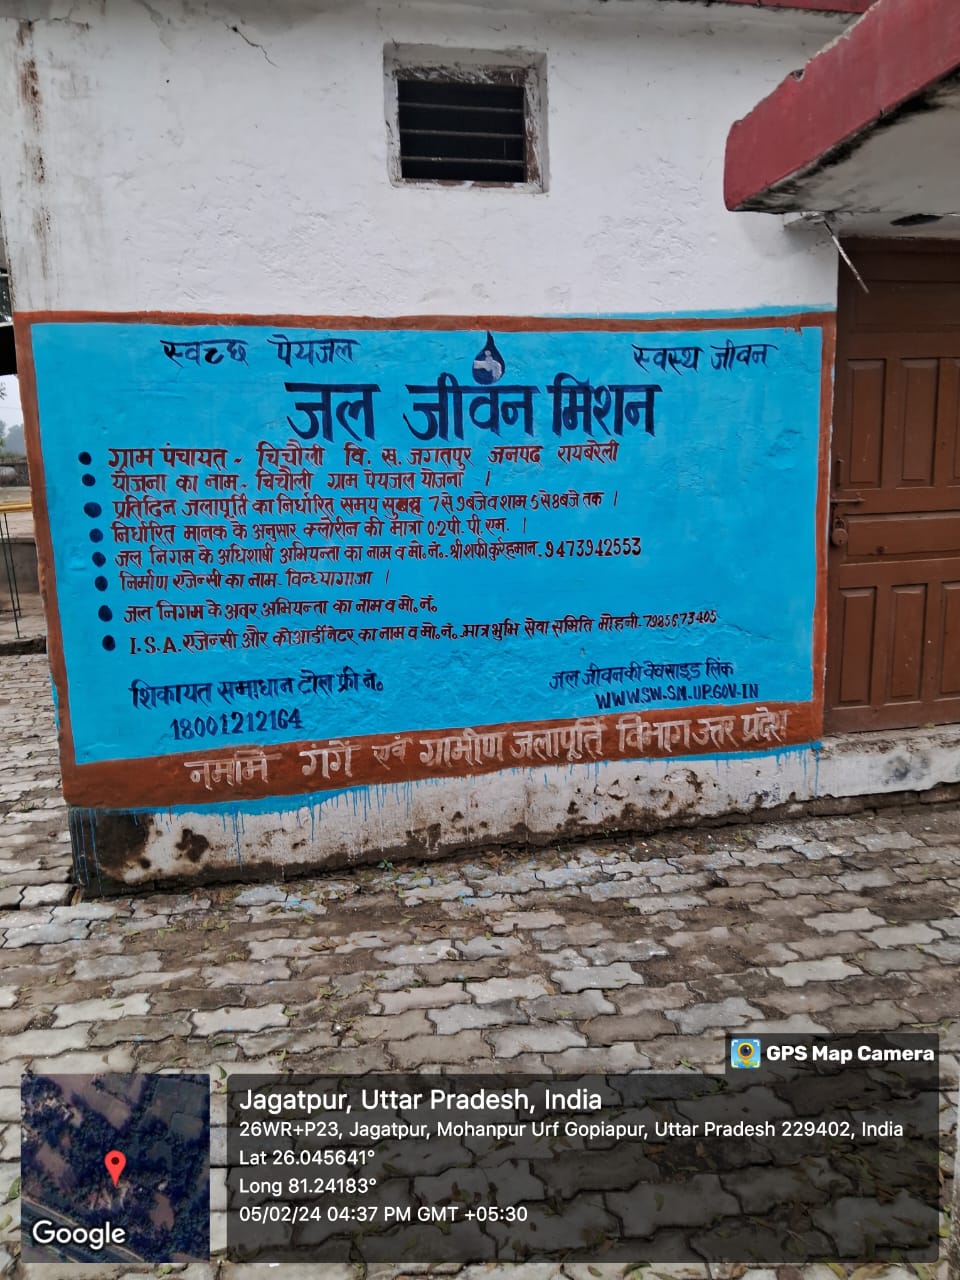 स्वच्छ पेयजल
स्वस्थ जीवन
जल जीवन मिशन
ग्राम पंचायत - चिचौली वि. स. जगतपुर जनपद रायबरेली
योजना का नाम - चिचौली ग्राम पेयजल योजना ।
प्रतिदिन जलापूर्ति का निर्धारित समय 7 से 9 बजे व शाम 5 से 8 बजे तक ।
निर्धारित मानक के अनुसार क्लोरीन की मात्रा 0.2 पी. पी. एम. ।
जल निगम के अधिशाषी अभियन्ता का नाम व मो. नं. श्री शफीकुर्रहमान - 9473942553
निर्माण एजेन्सी का नाम - विन्ध्यागाजा ।
जल निगम के अवर अभियन्ता का नाम व मो. नं.
I.S.A. एजेन्सी और कोआर्डीनेटर का नाम व मो. नं. मात्रभुमि सेवा समिति मोहनी - 7985673405
शिकायत समाधान टोल फ्री नं.
18001212164
जल जीवन की वेवसाइड लिंक
WWW.SW-SM.UP.GOV-IN
नमामि गंगें एवं ग्रामीण जलापूर्ति विभाग उत्तर प्रदेश
GPS Map Camera
Jagatpur, Uttar Pradesh, India
26WR+P23, Jagatpur, Mohanpur Urf Gopiapur, Uttar Pradesh 229402, India
Lat 26.045641°
Long 81.24183°
05/02/24 04:37 PM GMT +05:30
Google